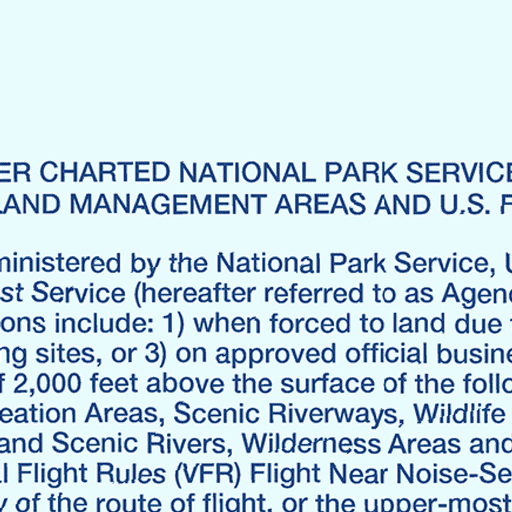 ER CHARTED NATIONAL PARK SERVICE
LAND MANAGEMENT AREAS AND U.S. F
ministered by the National Park Service, U
st Service (hereafter referred to as Agenc
ons include: 1) when forced to land due t
ng sites, or 3) on approved official busine
f 2,000 feet above the surface of the follo
eation Areas, Scenic Riverways, Wildlife
and Scenic Rivers, Wilderness Areas and
l Flight Rules (VFR) Flight Near Noise-Se
y of the route of flight, or the upper-most